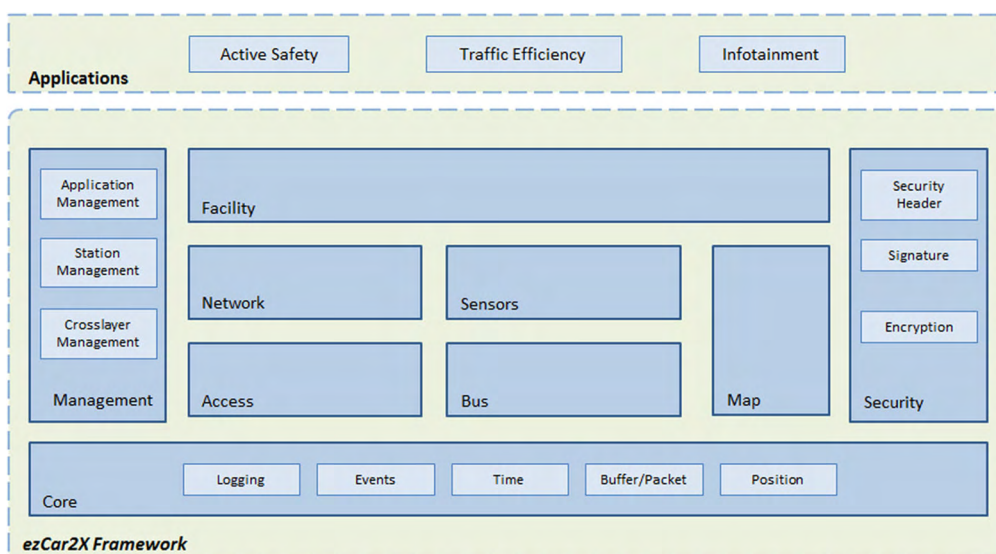 Active Safety
Traffic Efficiency
Infotainment
Applications
Application
Management
Station
Management
Crosslayer
Management
Management
Facility
Network
Sensors
Access
Bus
Map
Security
Header
Signature
Encryption
Security
Logging
Events
Time
Buffer/Packet
Position
Core
ezCar2X Framework